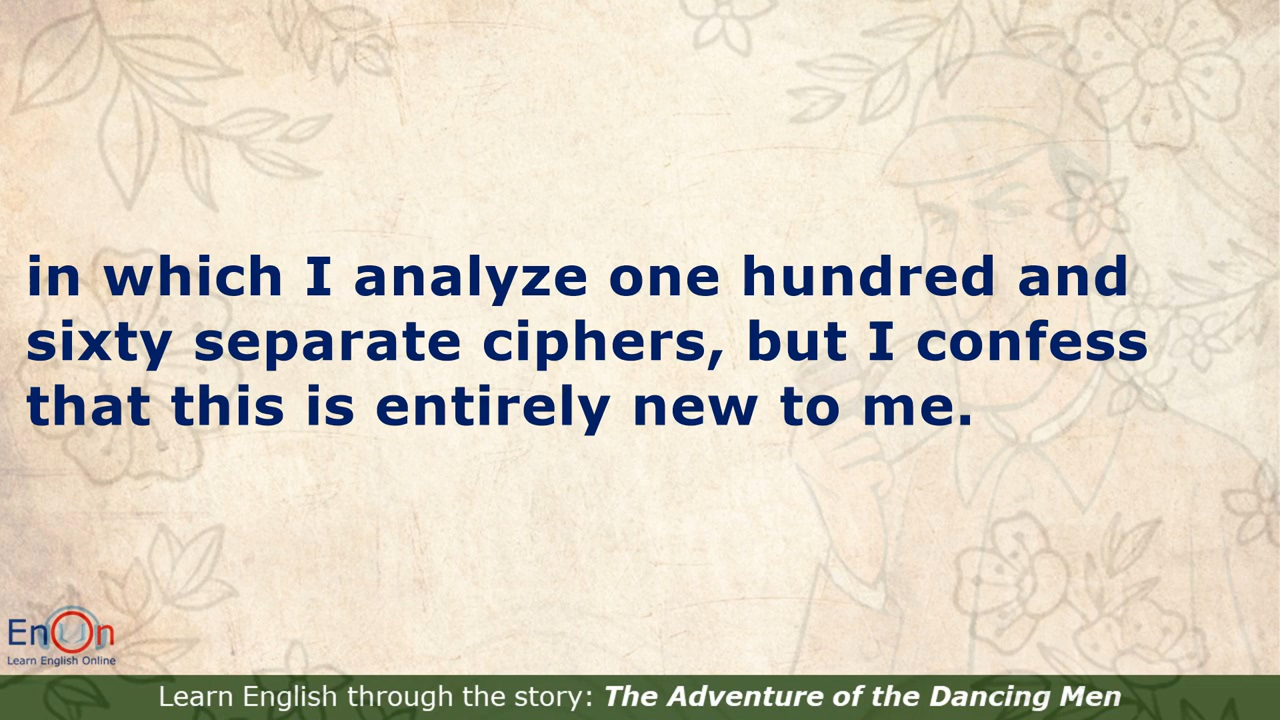 in which I analyze one hundred and
sixty separate ciphers, but I confess
that this is entirely new to me.
EnOn
Learn English Online
Learn English through the story: The Adventure of the Dancing Men